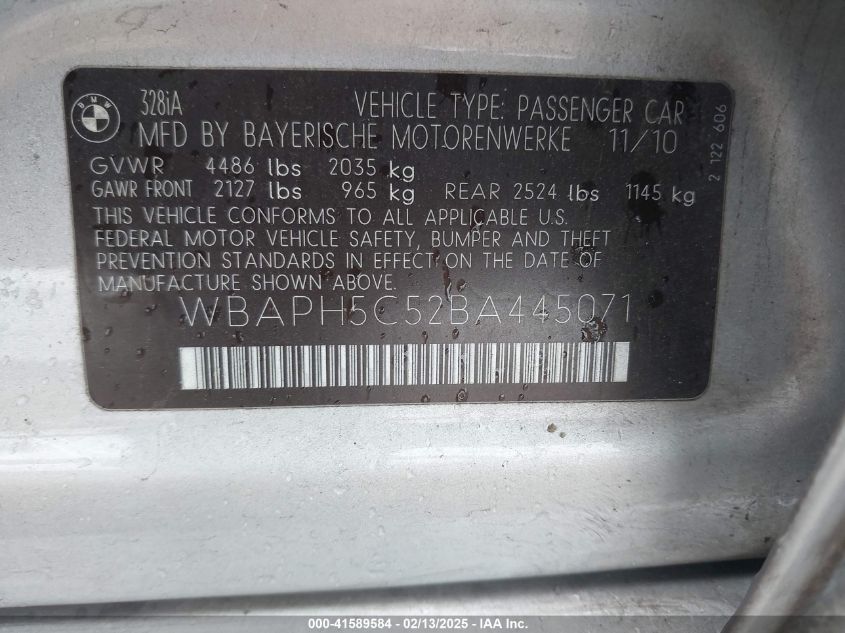 BMW
328iA VEHICLE TYPE: PASSENGER CAR
MFD BY BAYERISCHE MOTORENWERKE 11/10
GVWR 4486 lbs 2035 kg
GAWR FRONT 2127 lbs 965 kg REAR 2524 lbs 1145 kg
THIS VEHICLE CONFORMS TO ALL APPLICABLE U.S.
FEDERAL MOTOR VEHICLE SAFETY, BUMPER AND THEFT
PREVENTION STANDARDS IN EFFECT ON THE DATE OF
MANUFACTURE SHOWN ABOVE.
WBAPH5C52BA445071
2 122 606
000-41589584 - 02/13/2025 - IAA Inc.